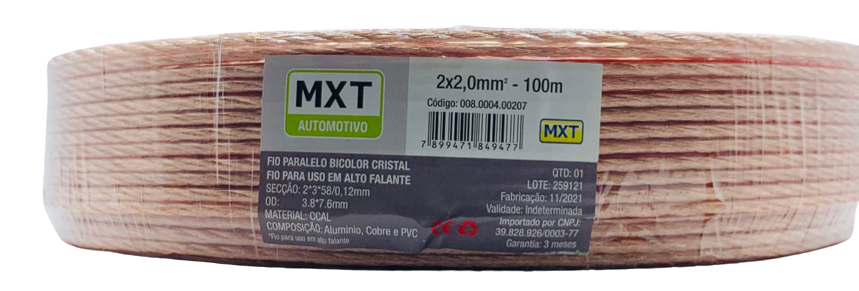 MXT
AUTOMOTIVO
2x2,0mm² - 100m
Código: 008.0004.00207
7 899471 849477
MXT
FIO PARALELO BICOLOR CRISTAL
FIO PARA USO EM ALTO FALANTE
SECÇÃO: 2*3*58/0,12mm
OD: 3.8*7.6mm
MATERIAL: CCAL
COMPOSIÇÃO: Aluminio, Cobre e PVC
*Fio para uso em alto falante
CE
QTD: 01
LOTE: 259121
Fabricação: 11/2021
Validade: Indeterminada
Importado por CNPJ:
39.828.926/0003-77
Garantia: 3 meses